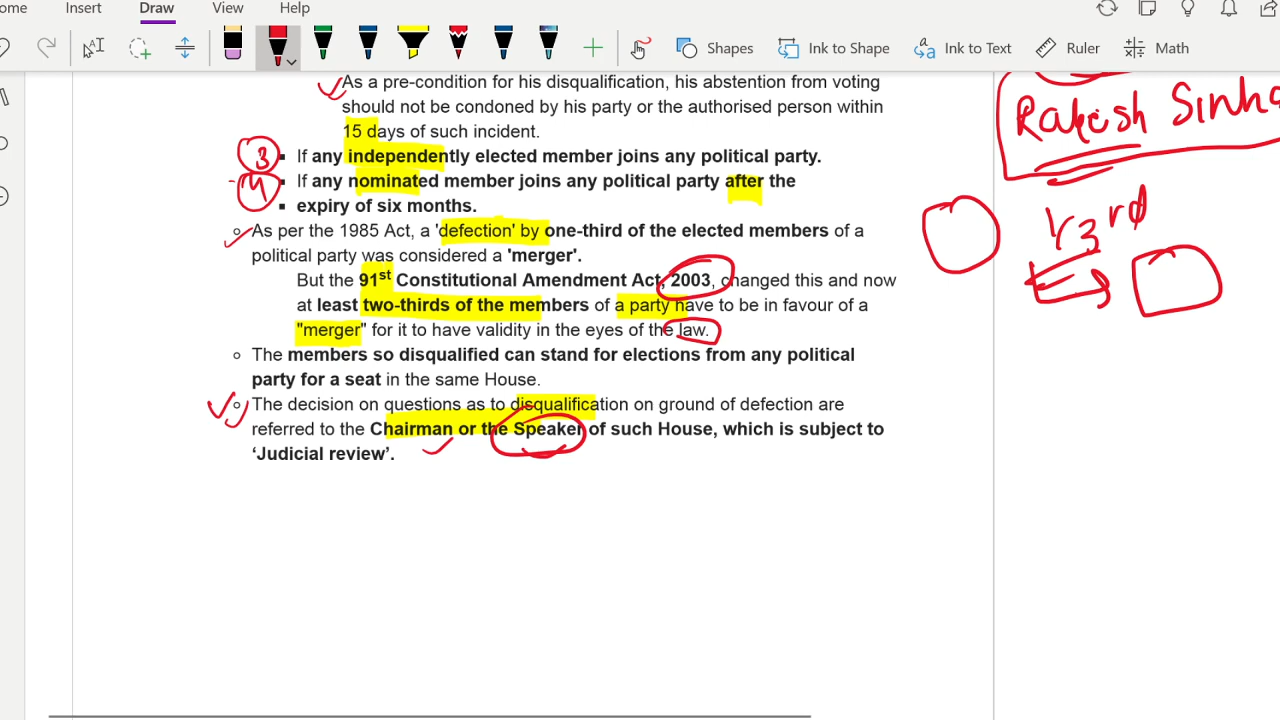 ome Insert Draw View Help
Shapes Ink to Shape Ink to Text Ruler Math
As a pre-condition for his disqualification, his abstention from voting
should not be condoned by his party or the authorised person within
15 days of such incident.
3 ▪ If any independently elected member joins any political party.
4 ▪ If any nominated member joins any political party after the
▪ expiry of six months.
As per the 1985 Act, a 'defection' by one-third of the elected members of a
political party was considered a 'merger'.
But the 91st Constitutional Amendment Act, 2003, changed this and now
at least two-thirds of the members of a party have to be in favour of a
"merger" for it to have validity in the eyes of the law.
The members so disqualified can stand for elections from any political
party for a seat in the same House.
The decision on questions as to disqualification on ground of defection are
referred to the Chairman or the Speaker of such House, which is subject to
‘Judicial review’.
Rakesh Sinha
1/3rd